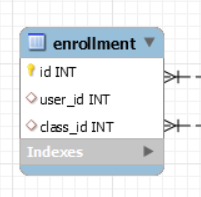 enrollment
id INT
user_id INT
class_id INT
Indexes